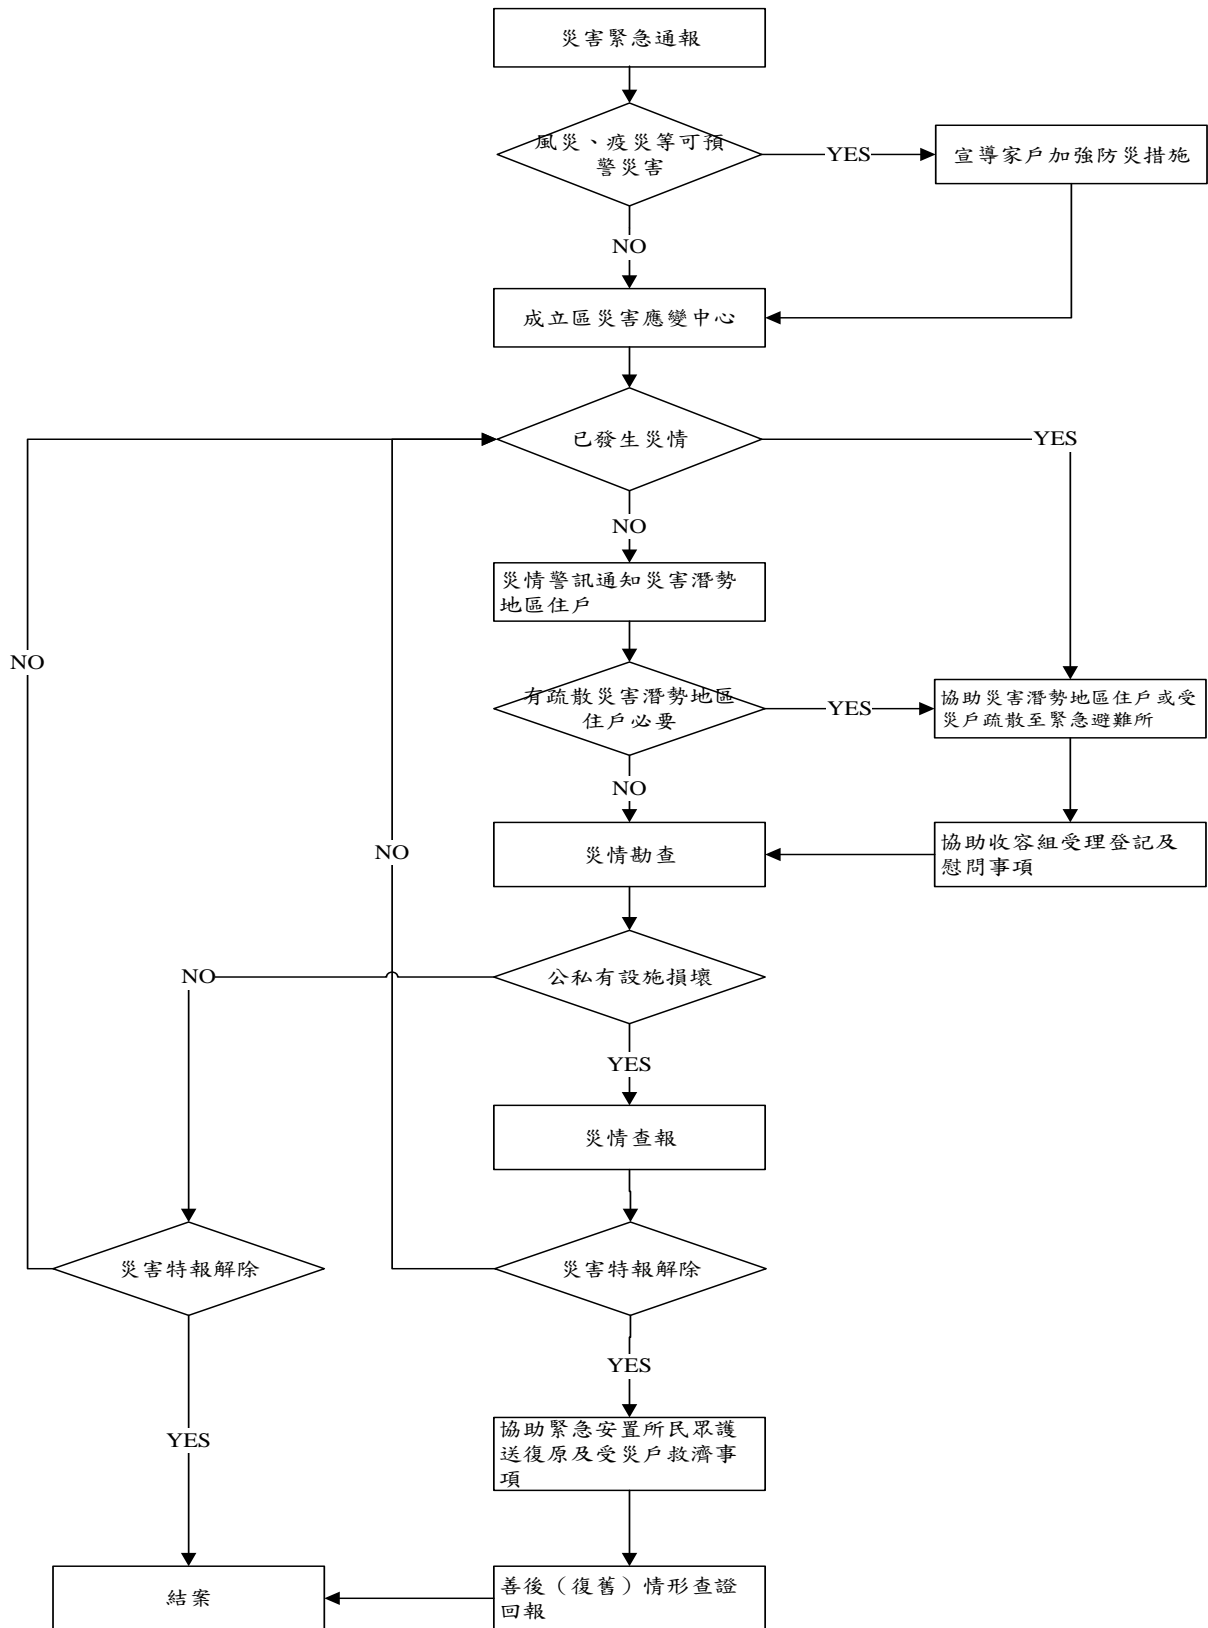 災害緊急通報
風災、疫災等可預
警災害
YES
宣導家戶加強防災措施
NO
成立區災害應變中心
已發生災情
YES
NO
災情警訊通知災害潛勢
地區住戶
NO
有疏散災害潛勢地區
住戶必要
YES
協助災害潛勢地區住戶或受
災戶疏散至緊急避難所
NO
災情勘查
NO
協助收容組受理登記及
慰問事項
NO
公私有設施損壞
YES
災情查報
災害特報解除
災害特報解除
YES
YES
協助緊急安置所民眾護
送復原及受災戶救濟事
項
結案
善後（復舊）情形查證
回報